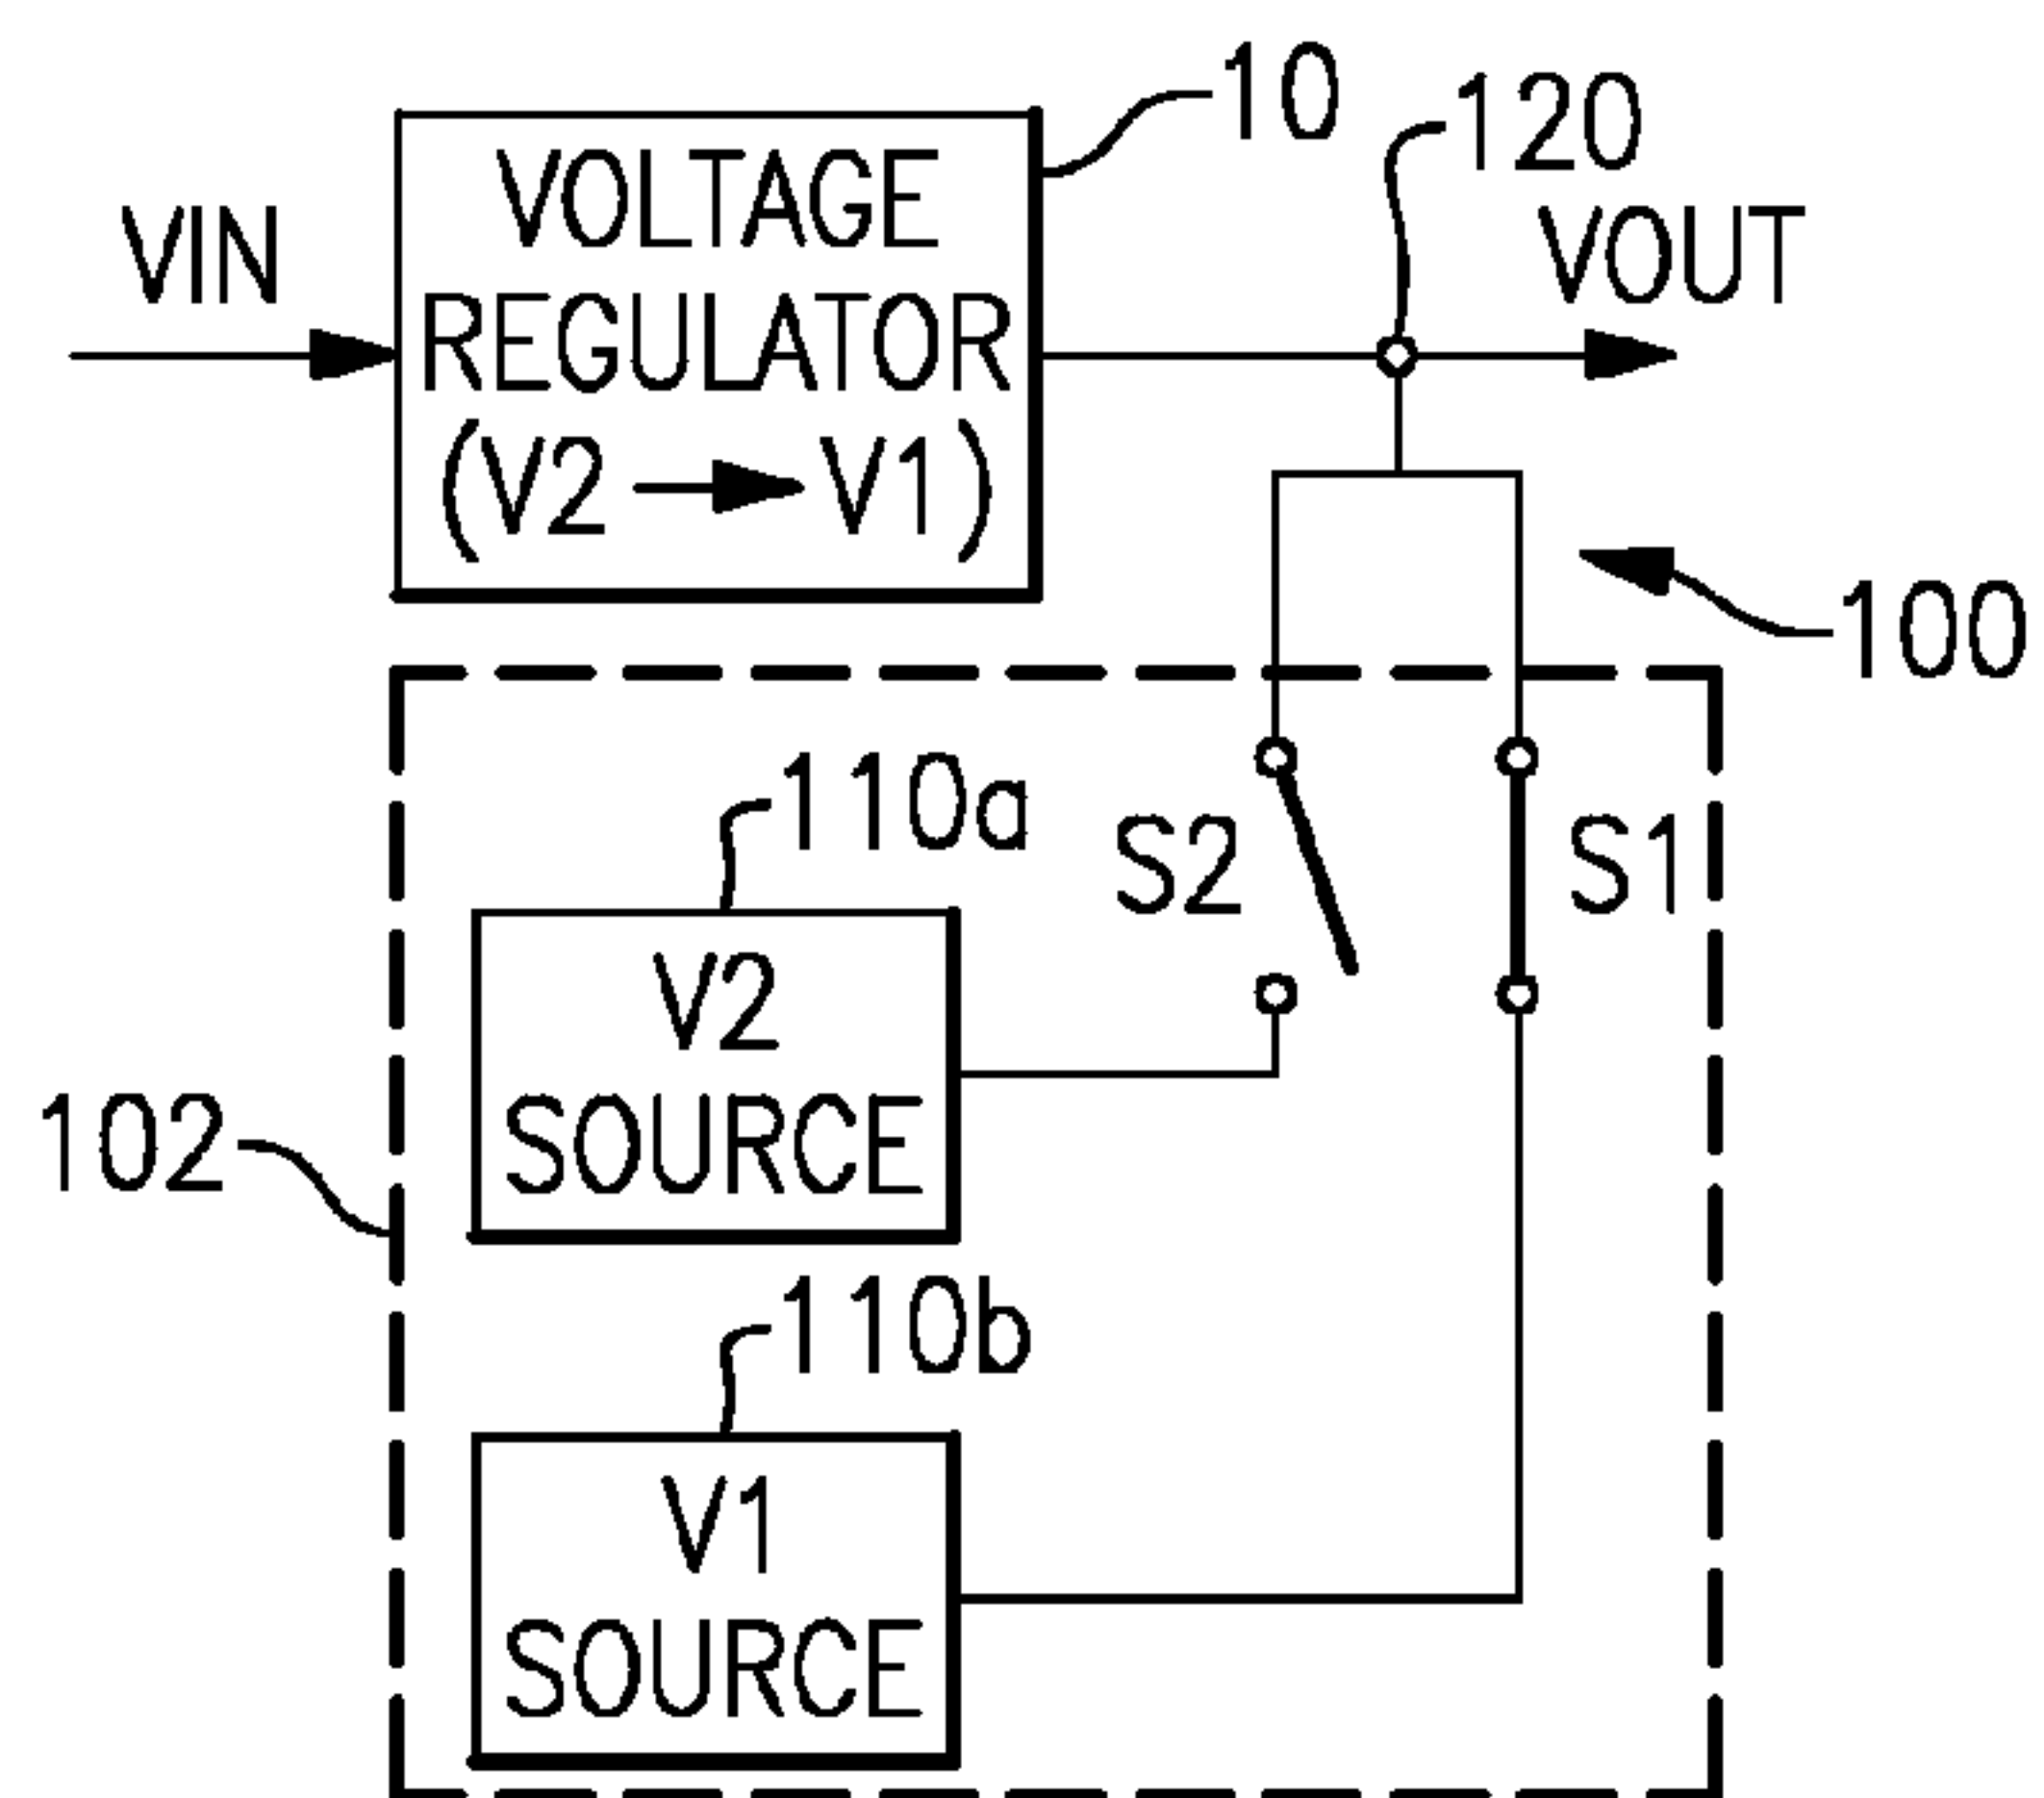 10
120
VIN
VOLTAGE
REGULATOR
(V2 → V1)
VOUT
100
110a
S2
S1
V2
SOURCE
102
110b
V1
SOURCE